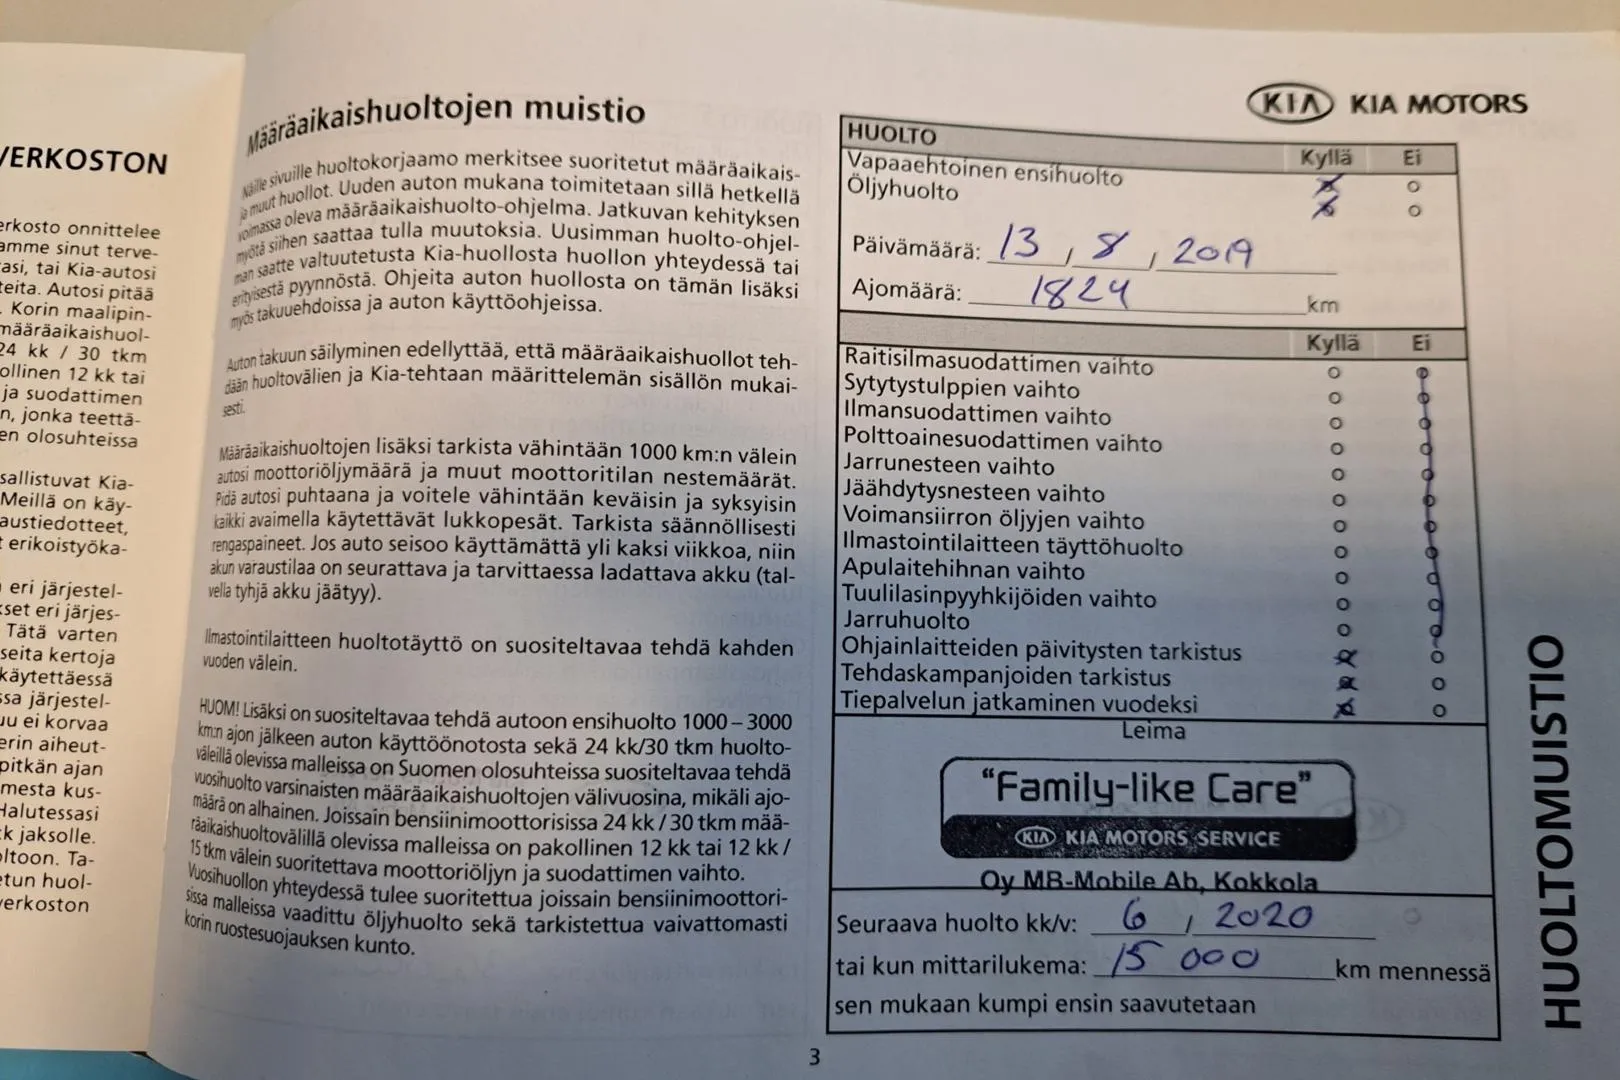 VERKOSTON
erkosto onnittelee
amme sinut terve-
asi, tai Kia-autosi
teita. Autosi pitää
. Korin maalipin-
määräaikaishuol-
24 kk / 30 tkm
ollinen 12 kk tai
ja suodattimen
n, jonka teettä-
en olosuhteissa
sallistuvat Kia-
Meillä on käy-
austiedotteet,
t erikoistyöka-
eri järjestel-
set eri järjes-
Tätä varten
seita kertoja
käytettäessä
ssa järjestel-
uu ei korvaa
erin aiheut-
pitkän ajan
mesta kus-
Halutessasi
k jaksolle.
oltoon. Ta-
etun huol-
verkoston
Määräaikaishuoltojen muistio
Näille sivuille huoltokorjaamo merkitsee suoritetut määräaikais-
ja muut huollot. Uuden auton mukana toimitetaan sillä hetkellä
voimassa oleva määräaikaishuolto-ohjelma. Jatkuvan kehityksen
myötä siihen saattaa tulla muutoksia. Uusimman huolto-ohjel-
man saatte valtuutetusta Kia-huollosta huollon yhteydessä tai
erityisestä pyynnöstä. Ohjeita auton huollosta on tämän lisäksi
myös takuuehdoissa ja auton käyttöohjeissa.
Auton takuun säilyminen edellyttää, että määräaikaishuollot teh-
dään huoltovälien ja Kia-tehtaan määrittelemän sisällön mukai-
sesti.
Määräaikaishuoltojen lisäksi tarkista vähintään 1000 km:n välein
autosi moottoriöljymäärä ja muut moottoritilan nestemäärät.
Pidä autosi puhtaana ja voitele vähintään keväisin ja syksyisin
kaikki avaimella käytettävät lukkopesät. Tarkista säännöllisesti
rengaspaineet. Jos auto seisoo käyttämättä yli kaksi viikkoa, niin
akun varaustilaa on seurattava ja tarvittaessa ladattava akku (tal-
vella tyhjä akku jäätyy).
Ilmastointilaitteen huoltotäyttö on suositeltavaa tehdä kahden
vuoden välein.
HUOM! Lisäksi on suositeltavaa tehdä autoon ensihuolto 1000 – 3000
km:n ajon jälkeen auton käyttöönotosta sekä 24 kk/30 tkm huolto-
väleillä olevissa malleissa on Suomen olosuhteissa suositeltavaa tehdä
vuosihuolto varsinaisten määräaikaishuoltojen välivuosina, mikäli ajo-
määrä on alhainen. Joissain bensiinimoottorisissa 24 kk / 30 tkm mää-
räaikaishuoltovälillä olevissa malleissa on pakollinen 12 kk tai 12 kk /
15 tkm välein suoritettava moottoriöljyn ja suodattimen vaihto.
Vuosihuollon yhteydessä tulee suoritettua joissain bensiinimoottori-
sissa malleissa vaadittu öljyhuolto sekä tarkistettua vaivattomasti
korin ruostesuojauksen kunto.
3
KIA KIA MOTORS
HUOLTO Kyllä Ei
Vapaaehtoinen ensihuolto
Öljyhuolto
Päivämäärä: 13 , 8 , 2019
Ajomäärä: 1824 km
Kyllä Ei
Raitisilmasuodattimen vaihto
Sytytystulppien vaihto
Ilmansuodattimen vaihto
Polttoainesuodattimen vaihto
Jarrunesteen vaihto
Jäähdytysnesteen vaihto
Voimansiirron öljyjen vaihto
Ilmastointilaitteen täyttöhuolto
Apulaitehihnan vaihto
Tuulilasinpyyhkijöiden vaihto
Jarruhuolto
Ohjainlaitteiden päivitysten tarkistus
Tehdaskampanjoiden tarkistus
Tiepalvelun jatkaminen vuodeksi
Leima
"Family-like Care"
KIA KIA MOTORS SERVICE
Oy MB-Mobile Ab, Kokkola
Seuraava huolto kk/v: 6 , 2020
tai kun mittarilukema: 15 000 km mennessä
sen mukaan kumpi ensin saavutetaan
HUOLTOMUISTIO